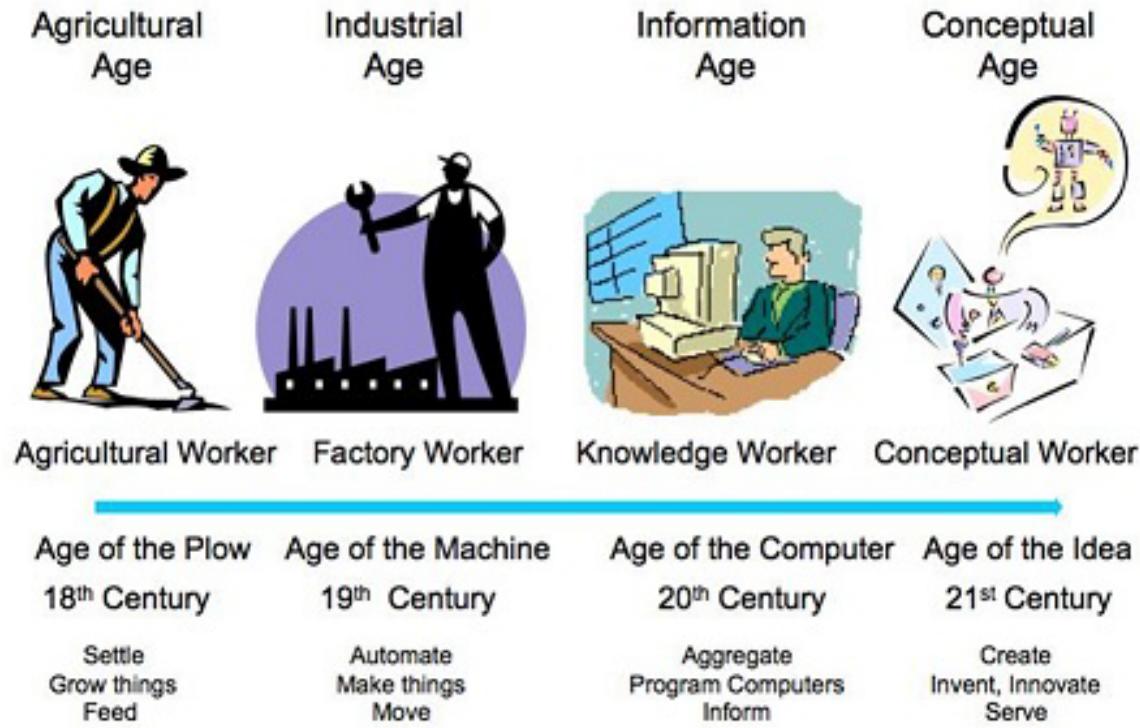 Agricultural
Age
Industrial
Age
Information
Age
Conceptual
Age
Agricultural Worker
Factory Worker
Knowledge Worker
Conceptual Worker
Age of the Plow
Age of the Machine
Age of the Computer
Age of the Idea
18th Century
19th Century
20th Century
21st Century
Settle
Grow things
Feed
Automate
Make things
Move
Aggregate
Program Computers
Inform
Create
Invent, Innovate
Serve